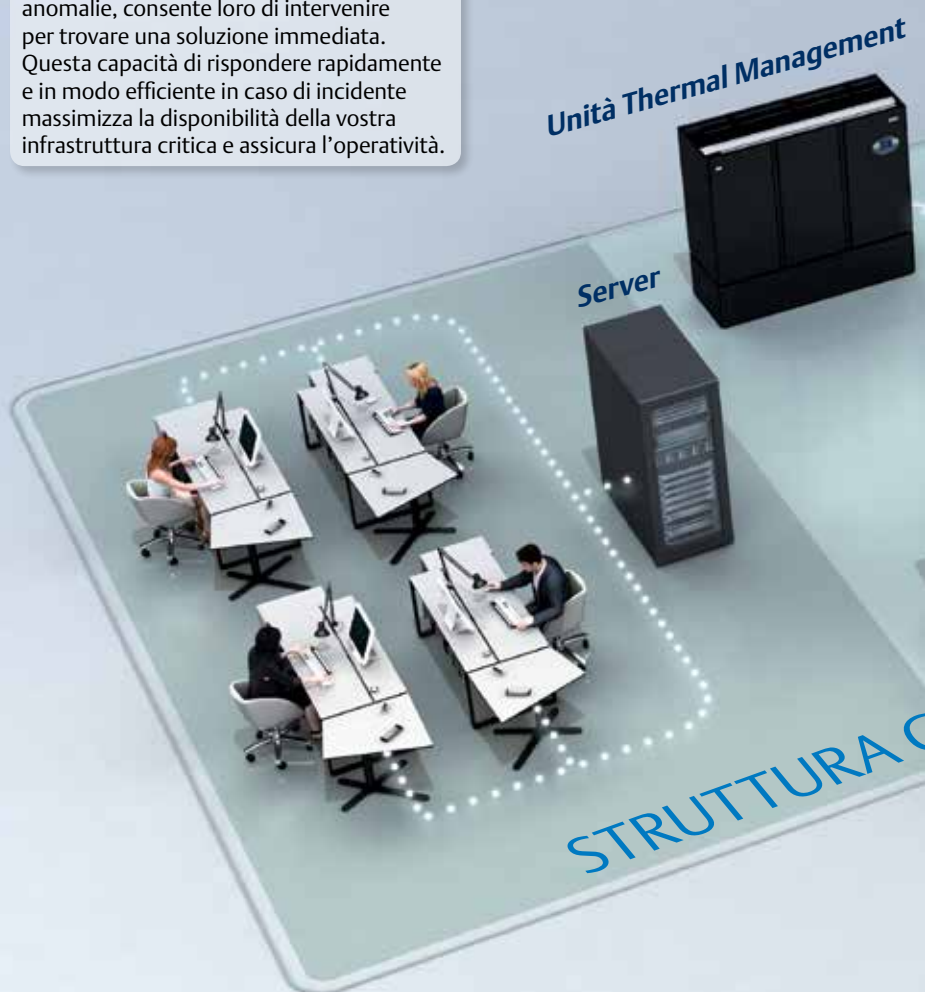 anomalie, consente loro di intervenire
per trovare una soluzione immediata.
Questa capacità di rispondere rapidamente
e in modo efficiente in caso di incidente
massimizza la disponibilità della vostra
infrastruttura critica e assicura l’operatività.
Unità Thermal Management
Server
STRUTTURA